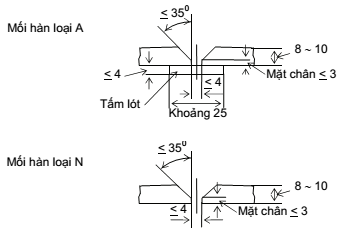 Mối hàn loại A
≤ 35⁰
8 ~ 10
≤ 4
Mặt chân ≤ 3
≤ 4
Tấm lót
Khoảng 25
Mối hàn loại N
≤ 35⁰
8 ~ 10
≤ 4
Mặt chân ≤ 3